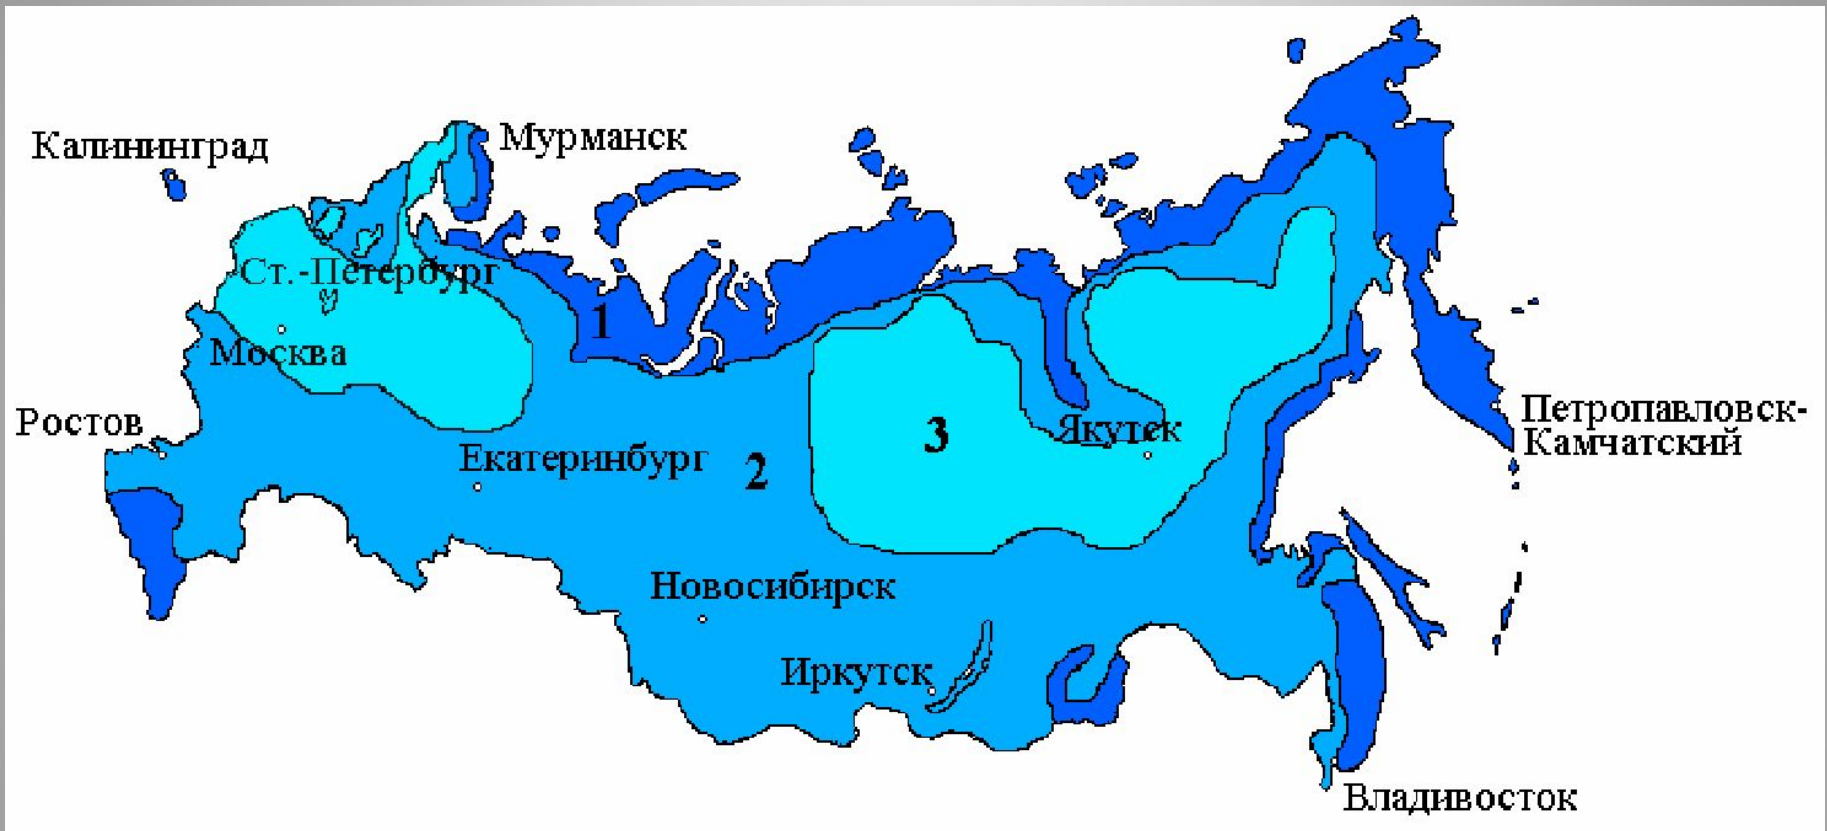 Калининград
Мурманск
Ст.-Петербург
1
Москва
Ростов
Екатеринбург
2
3
Якутск
Петропавловск-
Камчатский
Новосибирск
Иркутск
Владивосток